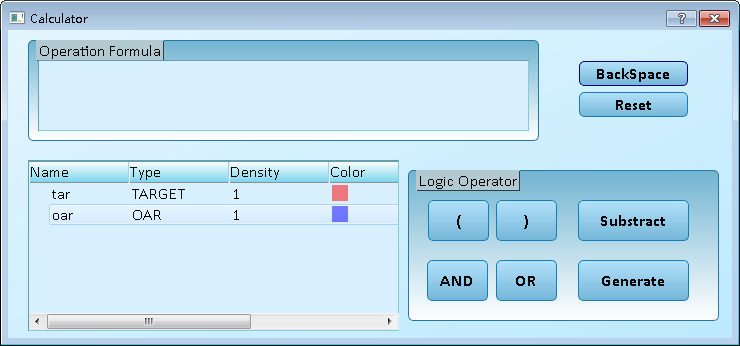 Calculator
?
Operation Formula
BackSpace
Reset
Name Type Density Color
tar TARGET 1
oar OAR 1
Logic Operator
( ) Substract
AND OR Generate